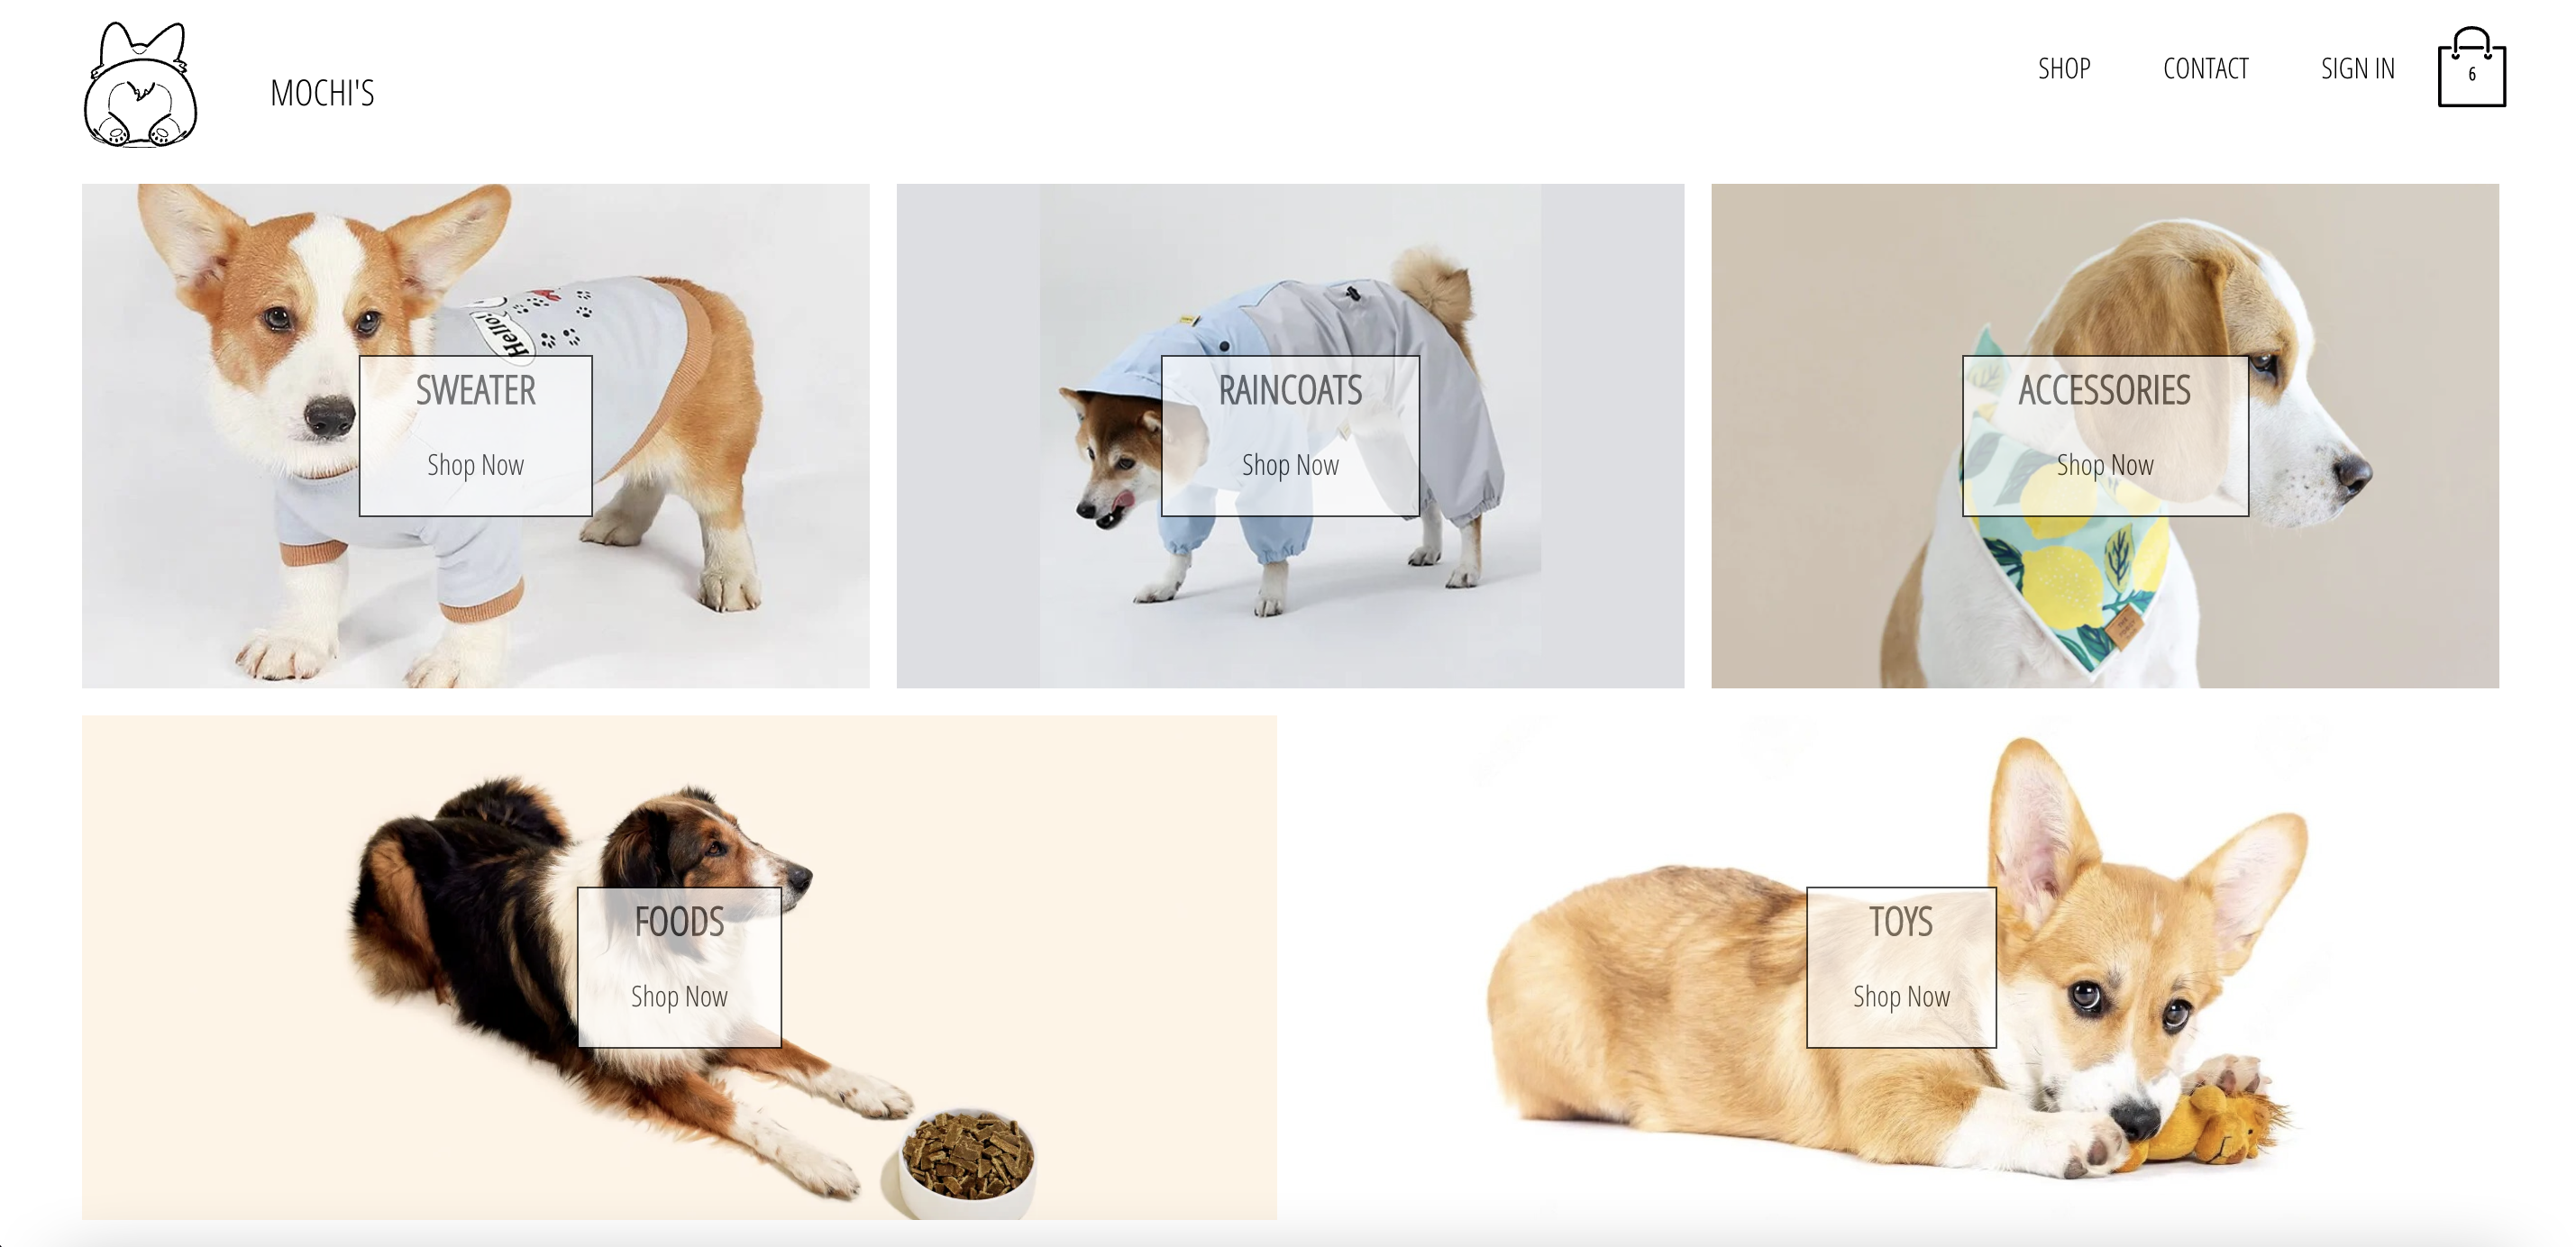 MOCHI'S
SHOP
CONTACT
SIGN IN
6
Hello!
SWEATER
Shop Now
RAINCOATS
Shop Now
ACCESSORIES
Shop Now
FOODS
Shop Now
TOYS
Shop Now